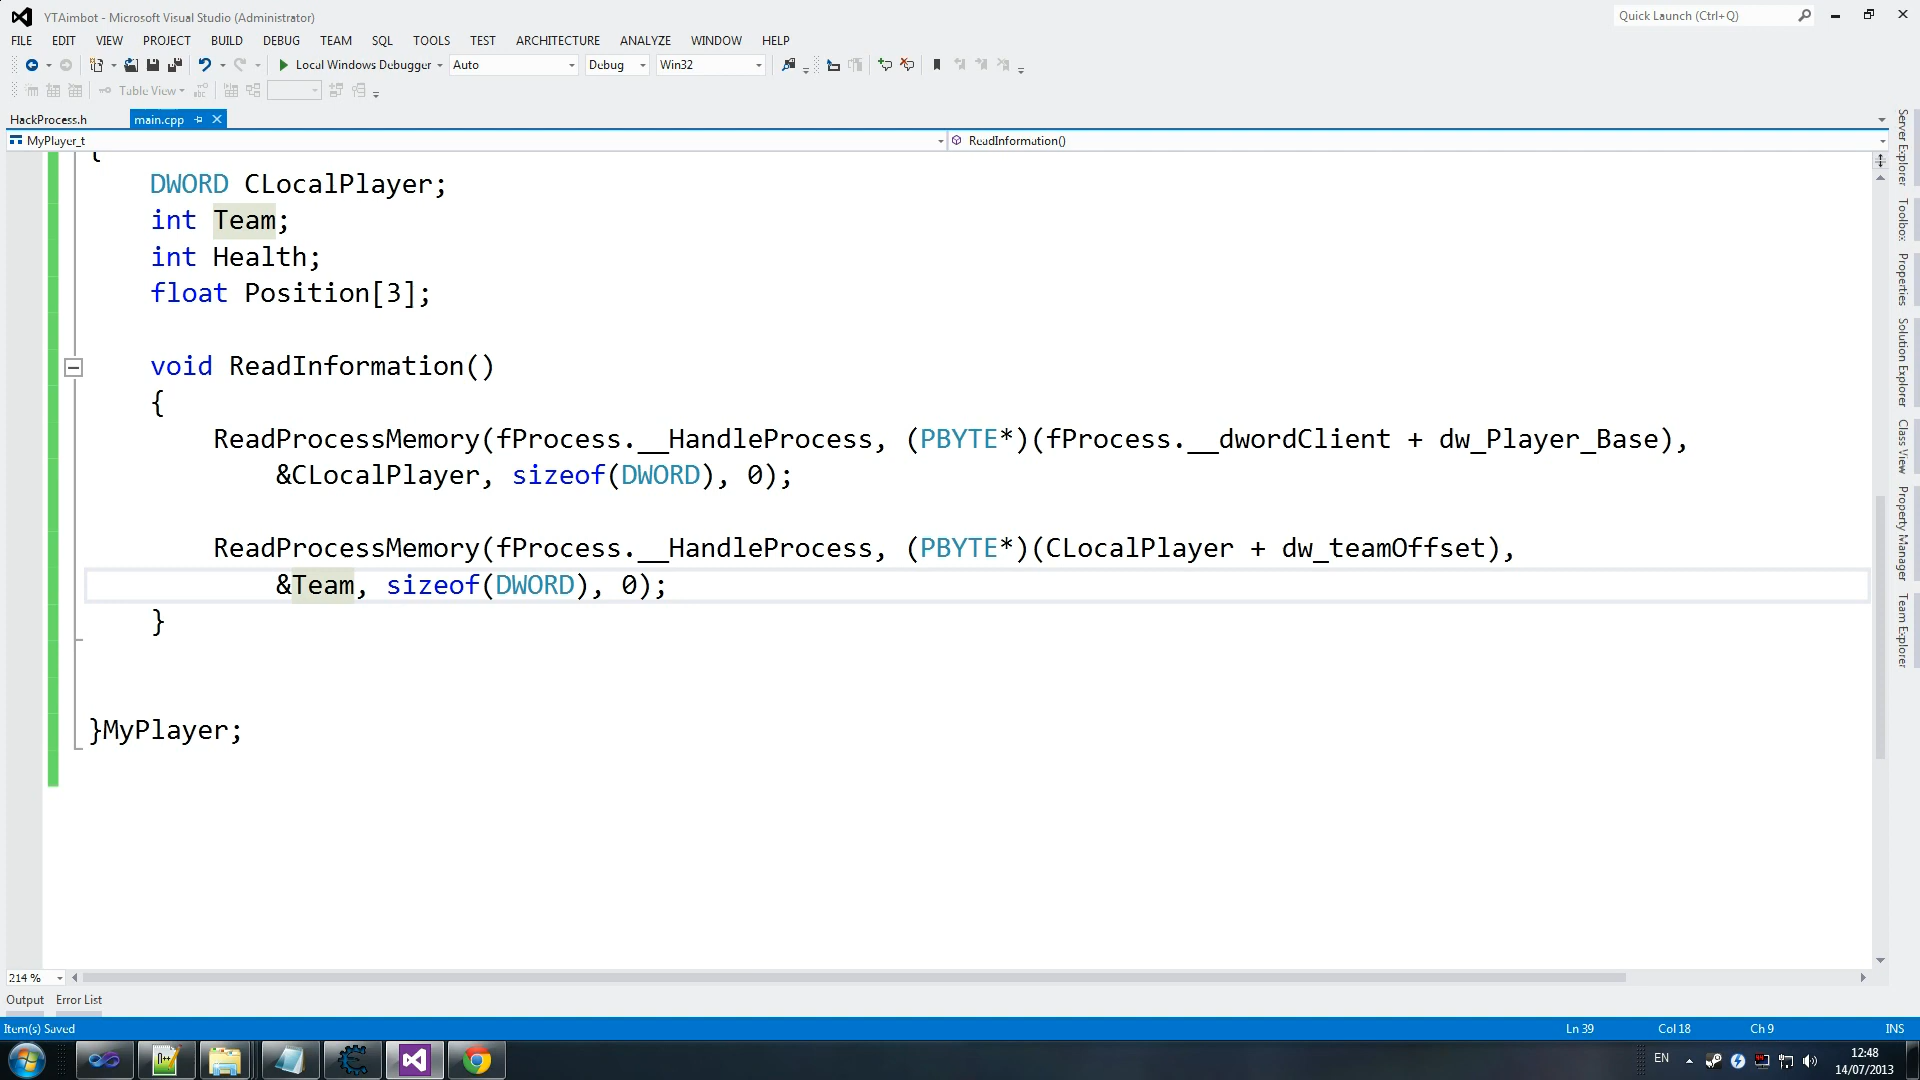 YTAimbot - Microsoft Visual Studio (Administrator)
Quick Launch (Ctrl+Q)
FILE EDIT VIEW PROJECT BUILD DEBUG TEAM SQL TOOLS TEST ARCHITECTURE ANALYZE WINDOW HELP
Local Windows Debugger Auto Debug Win32
Table View
HackProcess.h main.cpp
MyPlayer_t ReadInformation()
{
DWORD CLocalPlayer;
int Team;
int Health;
float Position[3];
void ReadInformation()
{
ReadProcessMemory(fProcess.__HandleProcess, (PBYTE*)(fProcess.__dwordClient + dw_Player_Base),
&CLocalPlayer, sizeof(DWORD), 0);
ReadProcessMemory(fProcess.__HandleProcess, (PBYTE*)(CLocalPlayer + dw_teamOffset),
&Team, sizeof(DWORD), 0);
}
}MyPlayer;
Server Explorer
Toolbox
Properties
Solution Explorer
Class View
Property Manager
Team Explorer
214 %
Output Error List
Item(s) Saved Ln 39 Col 18 Ch 9 INS
EN 12:48
14/07/2013